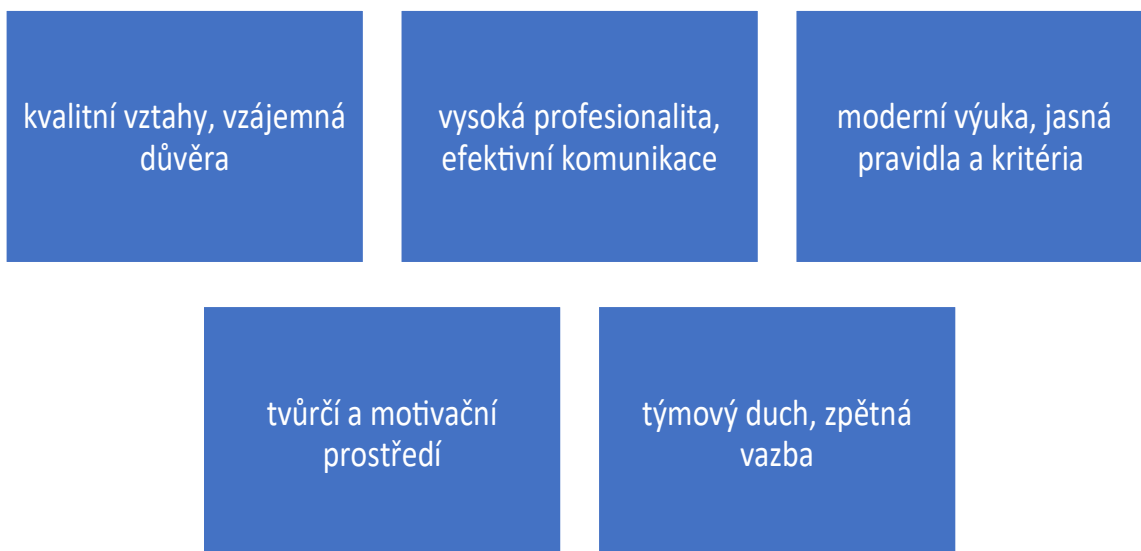 kvalitní vztahy, vzájemná
důvěra
vysoká profesionalita,
efektivní komunikace
moderní výuka, jasná
pravidla a kritéria
tvůrčí a motivační
prostředí
týmový duch, zpětná
vazba